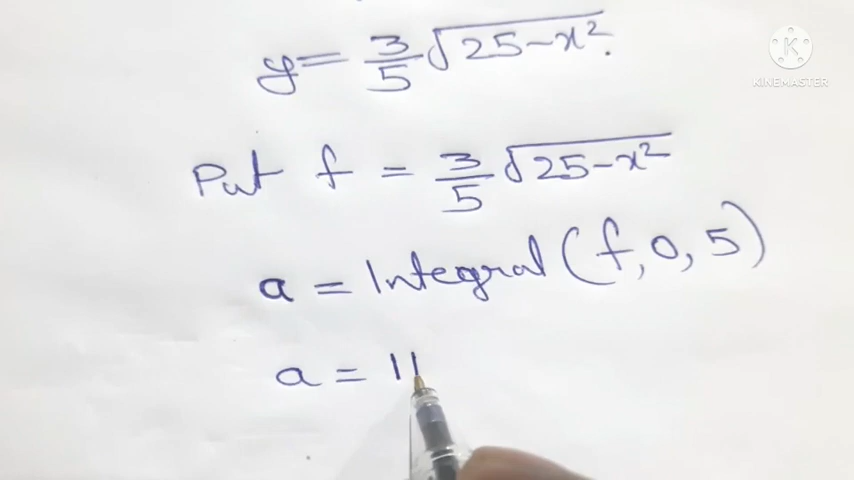 y = 3/5 √25-x².
Put f = 3/5 √25-x²
a = Integral (f, 0, 5)
a = 11
KINEMASTER